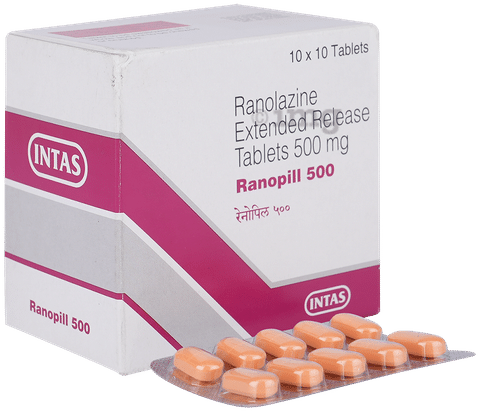 10 x 10 Tablets
Ranolazine
Extended Release
Tablets 500 mg
Ranopill 500
रेनोपिल ५००
INTAS
INTAS
Ranopill 500